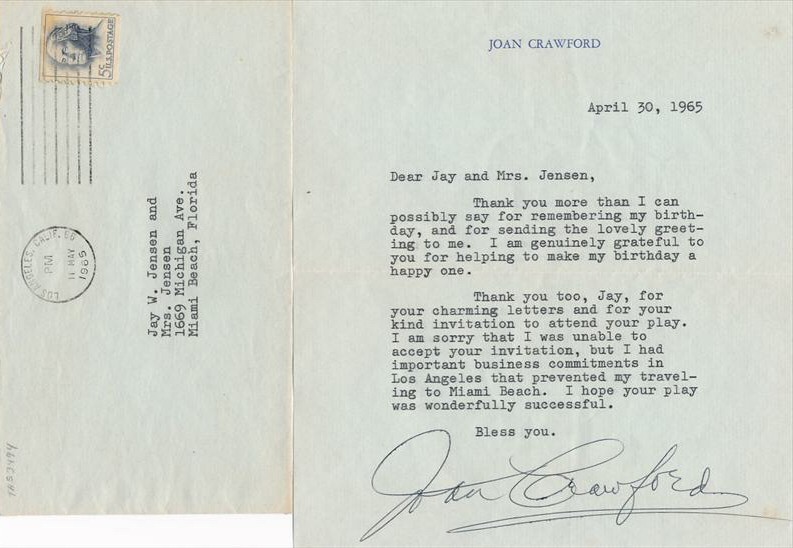 5c U.S. POSTAGE
LOS ANGELES, CALIF.
PM
11 MAY
1965
Jay W. Jensen and
Mrs. Jensen
1669 Michigan Ave.
Miami Beach, Florida
JOAN CRAWFORD
April 30, 1965
Dear Jay and Mrs. Jensen,
Thank you more than I can
possibly say for remembering my birth-
day, and for sending the lovely greet-
ing to me. I am genuinely grateful to
you for helping to make my birthday a
happy one.
Thank you too, Jay, for
your charming letters and for your
kind invitation to attend your play.
I am sorry that I was unable to
accept your invitation, but I had
important business commitments in
Los Angeles that prevented my travel-
ing to Miami Beach. I hope your play
was wonderfully successful.
Bless you.
Joan Crawford